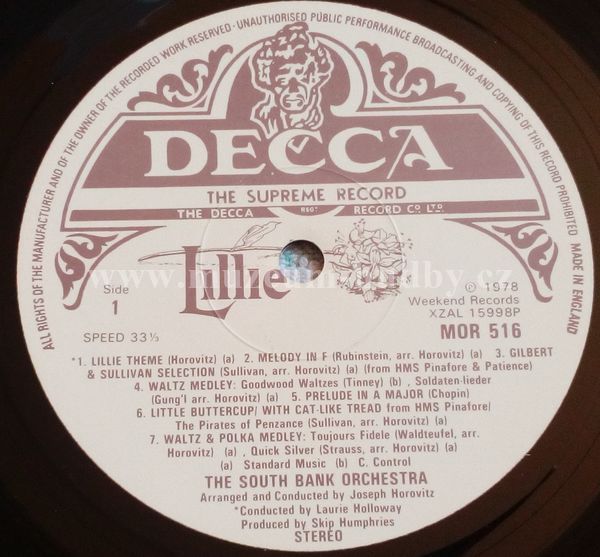 ALL RIGHTS OF THE MANUFACTURER AND OF THE OWNER OF THE RECORDED WORK RESERVED · UNAUTHORISED PUBLIC PERFORMANCE BROADCASTING AND COPYING OF THIS RECORD PROHIBITED MADE IN ENGLAND
DECCA
THE SUPREME RECORD
THE DECCA REGD RECORD CO LTD.
Lillie
Side
1
℗ 1978
Weekend Records
XZAL 15998P
SPEED 33⅓
MOR 516
*1. LILLIE THEME (Horovitz) (a) 2. MELODY IN F (Rubinstein, arr. Horovitz) (a) 3. GILBERT
& SULLIVAN SELECTION (Sullivan, arr. Horovitz) (a) (from HMS Pinafore & Patience)
4. WALTZ MEDLEY: Goodwood Waltzes (Tinney) (b) , Soldaten-lieder
(Gung'l arr. Horovitz) (a) 5. PRELUDE IN A MAJOR (Chopin)
6. LITTLE BUTTERCUP/ WITH CAT-LIKE TREAD from HMS Pinafore/
The Pirates of Penzance (Sullivan, arr. Horovitz) (a)
7. WALTZ & POLKA MEDLEY: Toujours Fidele (Waldteufel, arr.
Horovitz) (a) , Quick Silver (Strauss, arr. Horovitz) (a)
(a) Standard Music (b) C. Control
THE SOUTH BANK ORCHESTRA
Arranged and Conducted by Joseph Horovitz
*Conducted by Laurie Holloway
Produced by Skip Humphries
STEREO